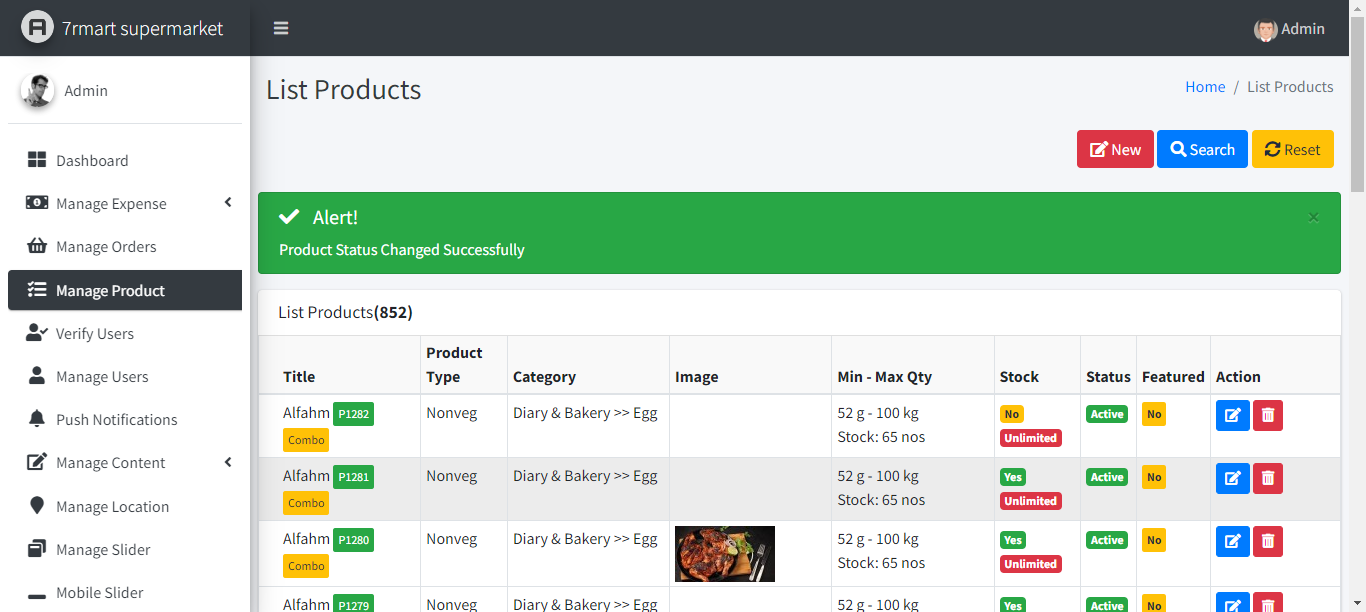 7rmart supermarket
Admin
Admin
List Products
Home / List Products
New
Search
Reset
Dashboard
Manage Expense
Manage Orders
Manage Product
Verify Users
Manage Users
Push Notifications
Manage Content
Manage Location
Manage Slider
Mobile Slider
Alert!
×
Product Status Changed Successfully
List Products(852)
Title Product Type Category Image Min - Max Qty Stock Status Featured Action
Alfahm P1282 Nonveg Diary & Bakery >> Egg 52 g - 100 kg No Active No
Combo Stock: 65 nos Unlimited
Alfahm P1281 Nonveg Diary & Bakery >> Egg 52 g - 100 kg Yes Active No
Combo Stock: 65 nos Unlimited
Alfahm P1280 Nonveg Diary & Bakery >> Egg 52 g - 100 kg Yes Active No
Combo Stock: 65 nos Unlimited
Alfahm P1279 Nonveg Diary & Bakery >> Egg 52 g - 100 kg Yes Active No